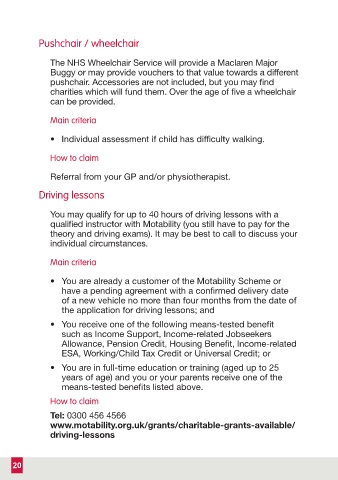 Pushchair / wheelchair
The NHS Wheelchair Service will provide a Maclaren Major
Buggy or may provide vouchers to that value towards a different
pushchair. Accessories are not included, but you may find
charities which will fund them. Over the age of five a wheelchair
can be provided.
Main criteria
• Individual assessment if child has difficulty walking.
How to claim
Referral from your GP and/or physiotherapist.
Driving lessons
You may qualify for up to 40 hours of driving lessons with a
qualified instructor with Motability (you still have to pay for the
theory and driving exams). It may be best to call to discuss your
individual circumstances.
Main criteria
• You are already a customer of the Motability Scheme or
have a pending agreement with a confirmed delivery date
of a new vehicle no more than four months from the date of
the application for driving lessons; and
• You receive one of the following means-tested benefit
such as Income Support, Income-related Jobseekers
Allowance, Pension Credit, Housing Benefit, Income-related
ESA, Working/Child Tax Credit or Universal Credit; or
• You are in full-time education or training (aged up to 25
years of age) and you or your parents receive one of the
means-tested benefits listed above.
How to claim
Tel: 0300 456 4566
www.motability.org.uk/grants/charitable-grants-available/
driving-lessons
20